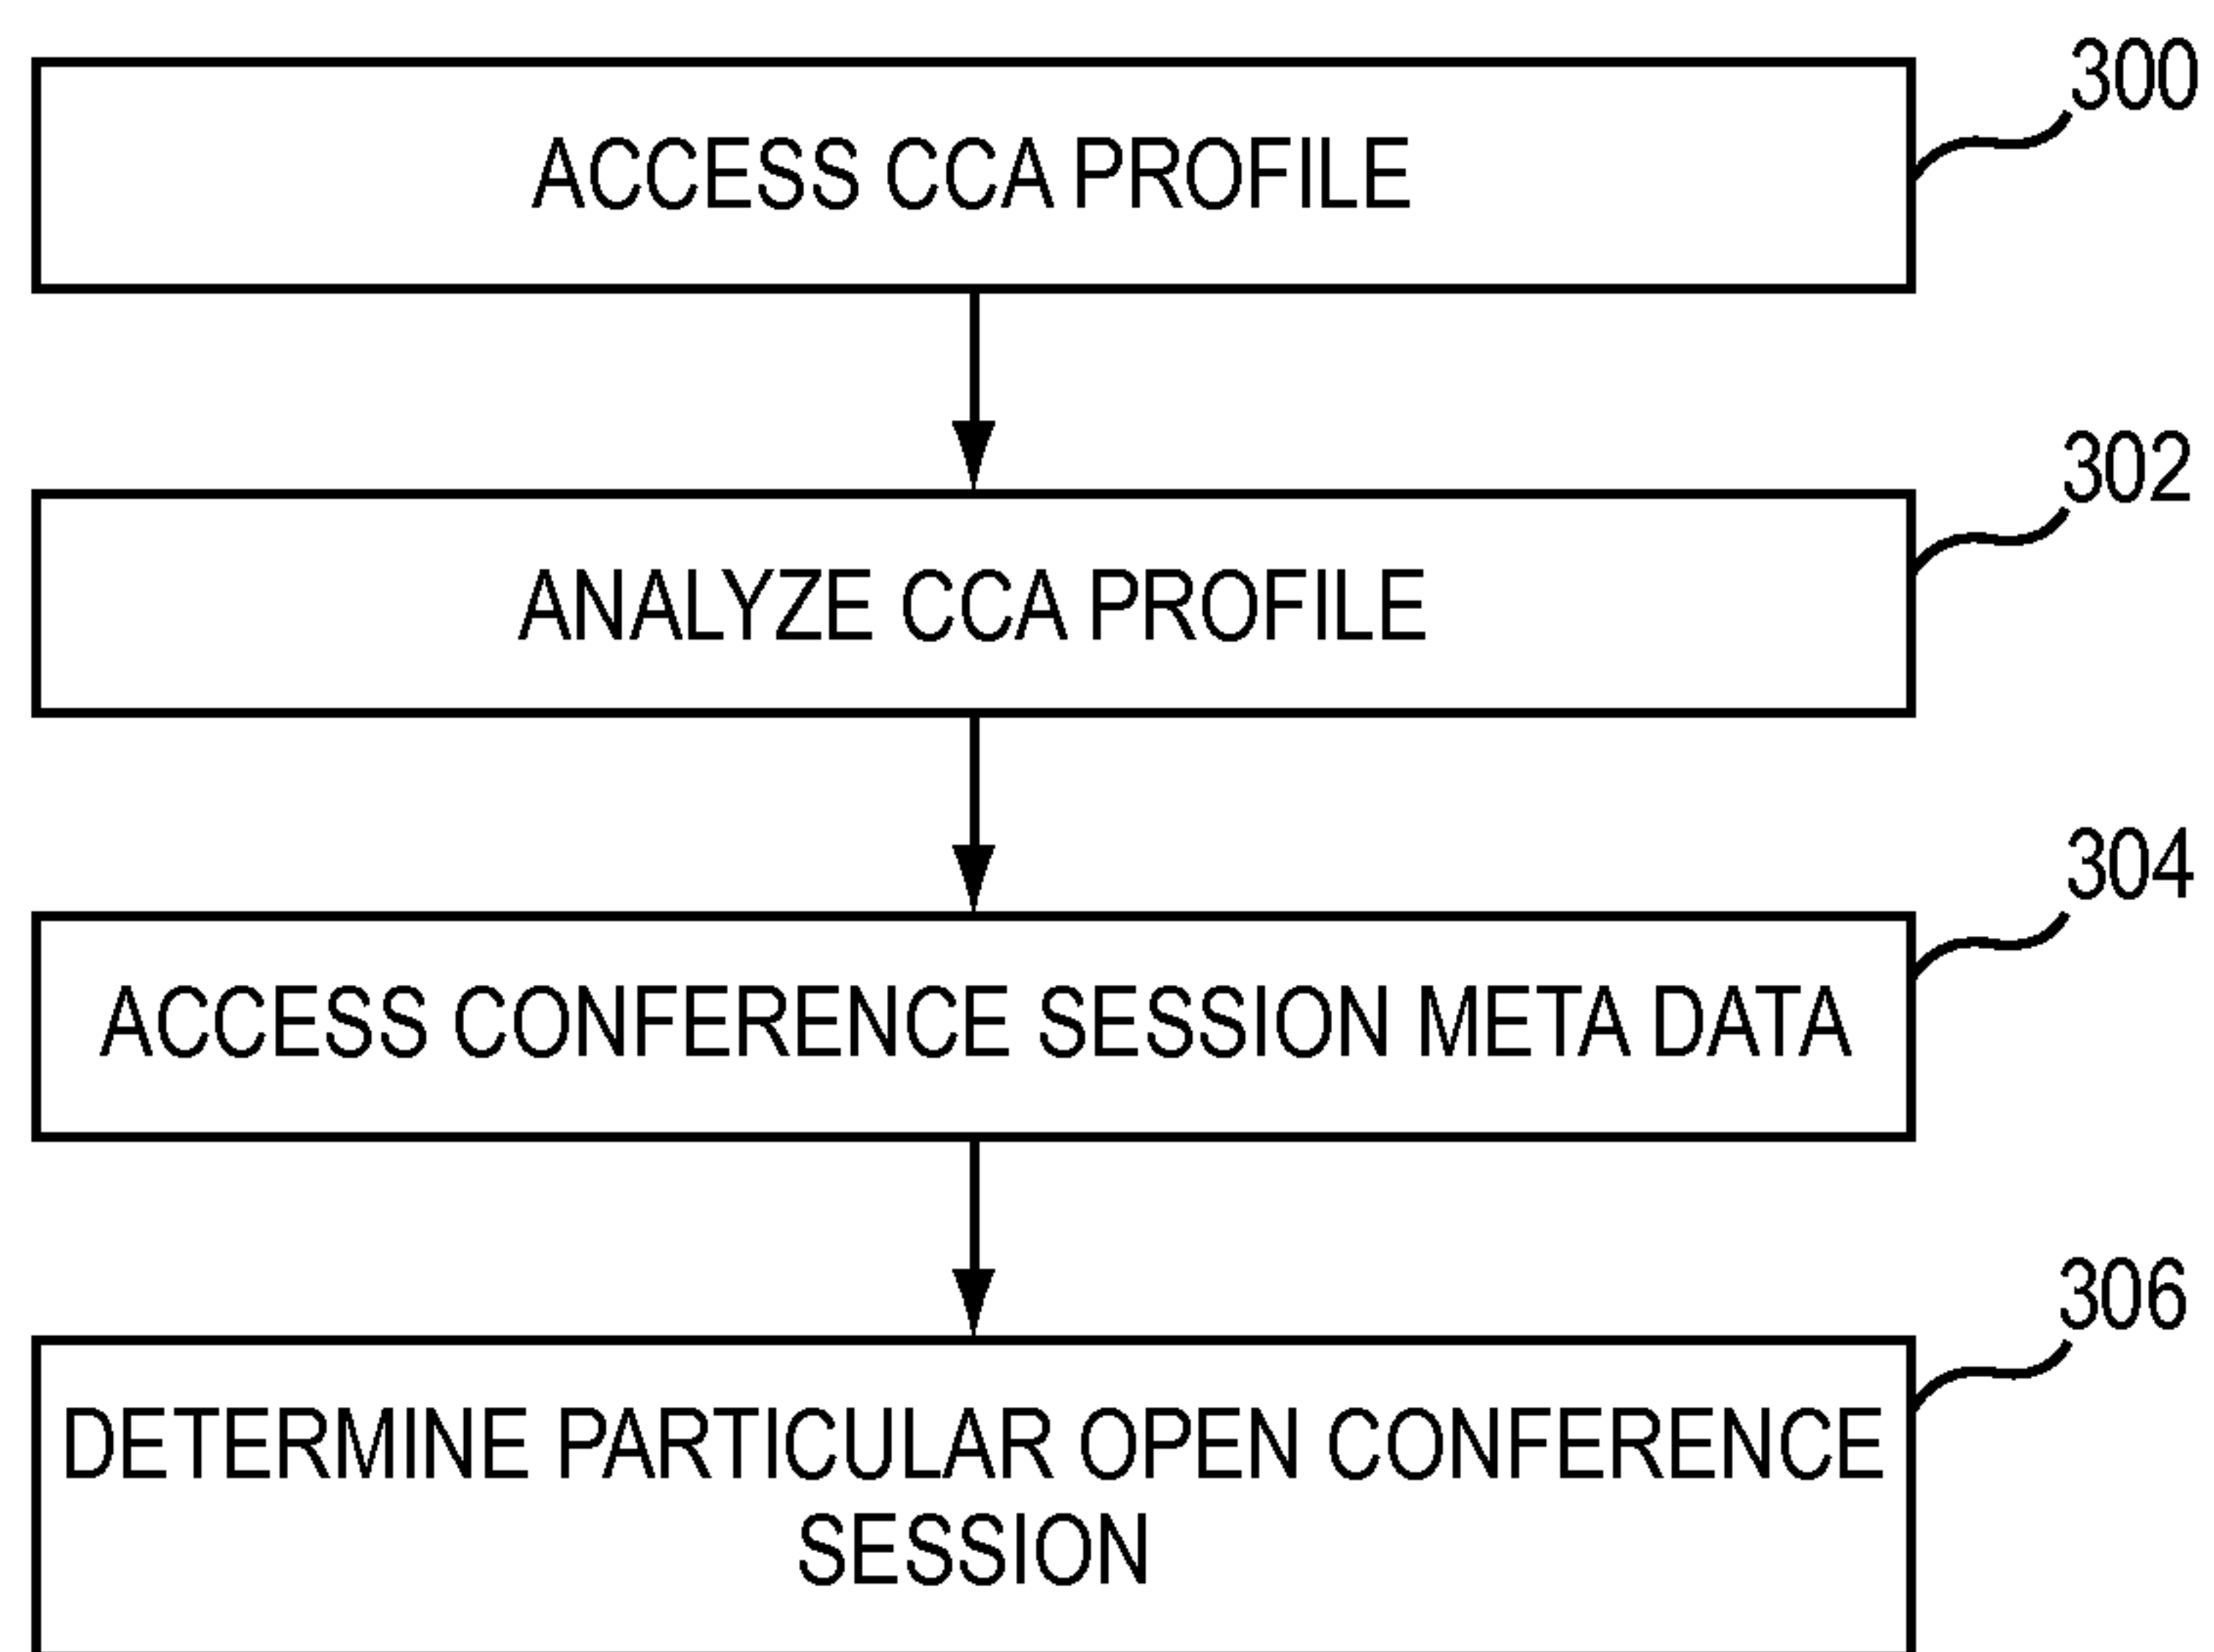 300
ACCESS CCA PROFILE
302
ANALYZE CCA PROFILE
304
ACCESS CONFERENCE SESSION META DATA
306
DETERMINE PARTICULAR OPEN CONFERENCE
SESSION